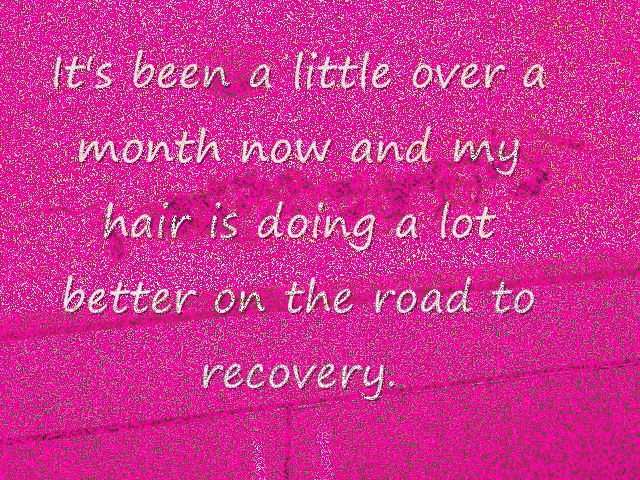 It's been a little over a
month now and my
hair is doing a lot
better on the road to
recovery.